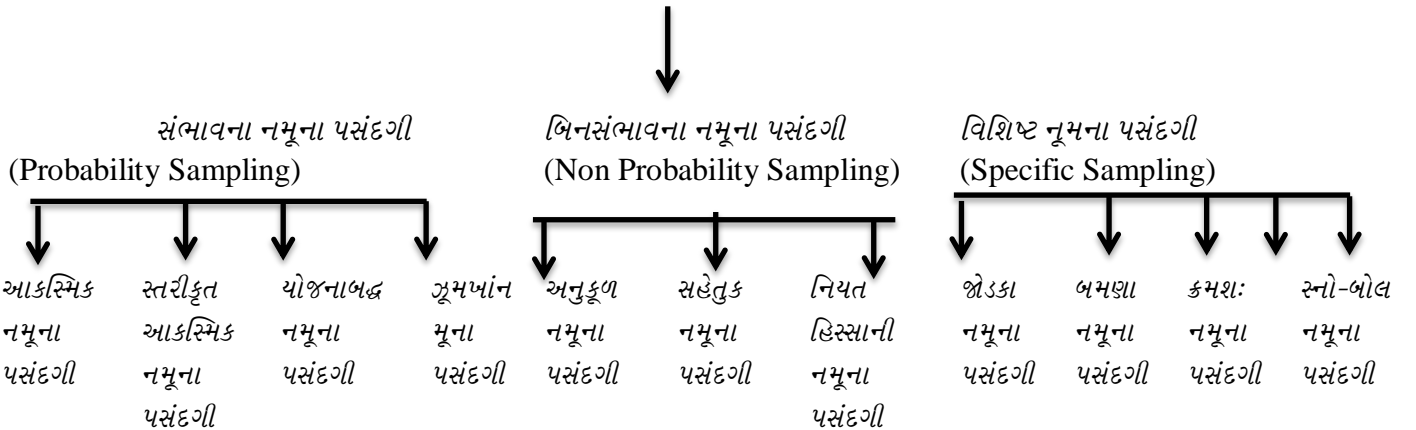 સંભાવના નમૂના પસંદગી
(Probability Sampling)
બિનસંભાવના નમૂના પસંદગી
(Non Probability Sampling)
વિશિષ્ટ નૂમના પસંદગી
(Specific Sampling)
આકસ્મિક
નમૂના
પસંદગી
સ્તરીકૃત
આકસ્મિક
નમૂના
પસંદગી
યોજનાબદ્ધ
નમૂના
પસંદગી
ઝૂમખાંન
મૂના
પસંદગી
અનુકૂળ
નમૂના
પસંદગી
સહેતુક
નમૂના
પસંદગી
નિયત
હિસ્સાની
નમૂના
પસંદગી
જોડકા
નમૂના
પસંદગી
બમણા
નમૂના
પસંદગી
ક્રમશઃ
નમૂના
પસંદગી
સ્નો-બોલ
નમૂના
પસંદગી